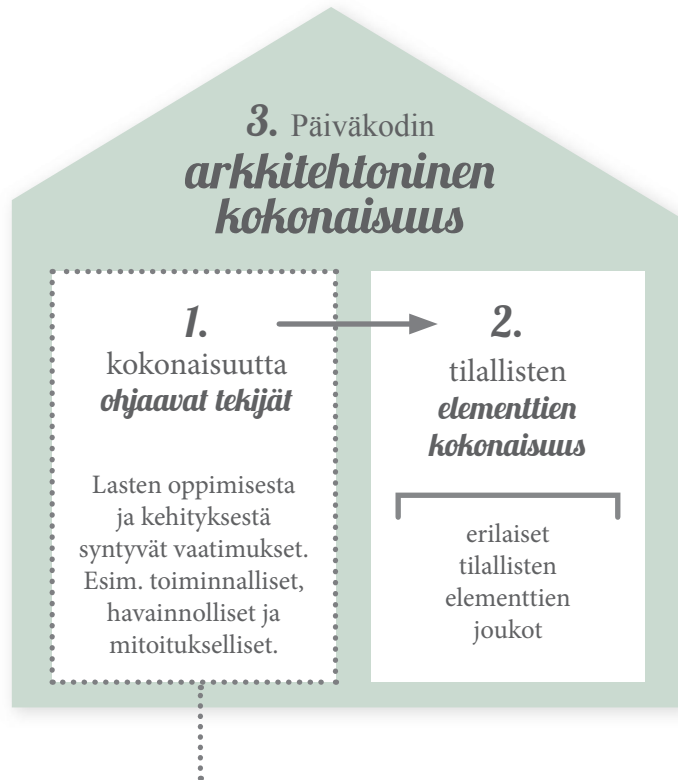 3. Päiväkodin
arkkitehtoninen
kokonaisuus
1.
kokonaisuutta
ohjaavat tekijät
Lasten oppimisesta
ja kehityksestä
syntyvät vaatimukset.
Esim. toiminnalliset,
havainnolliset ja
mitoitukselliset.
2.
tilallisten
elementtien
kokonaisuus
erilaiset
tilallisten
elementtien
joukot